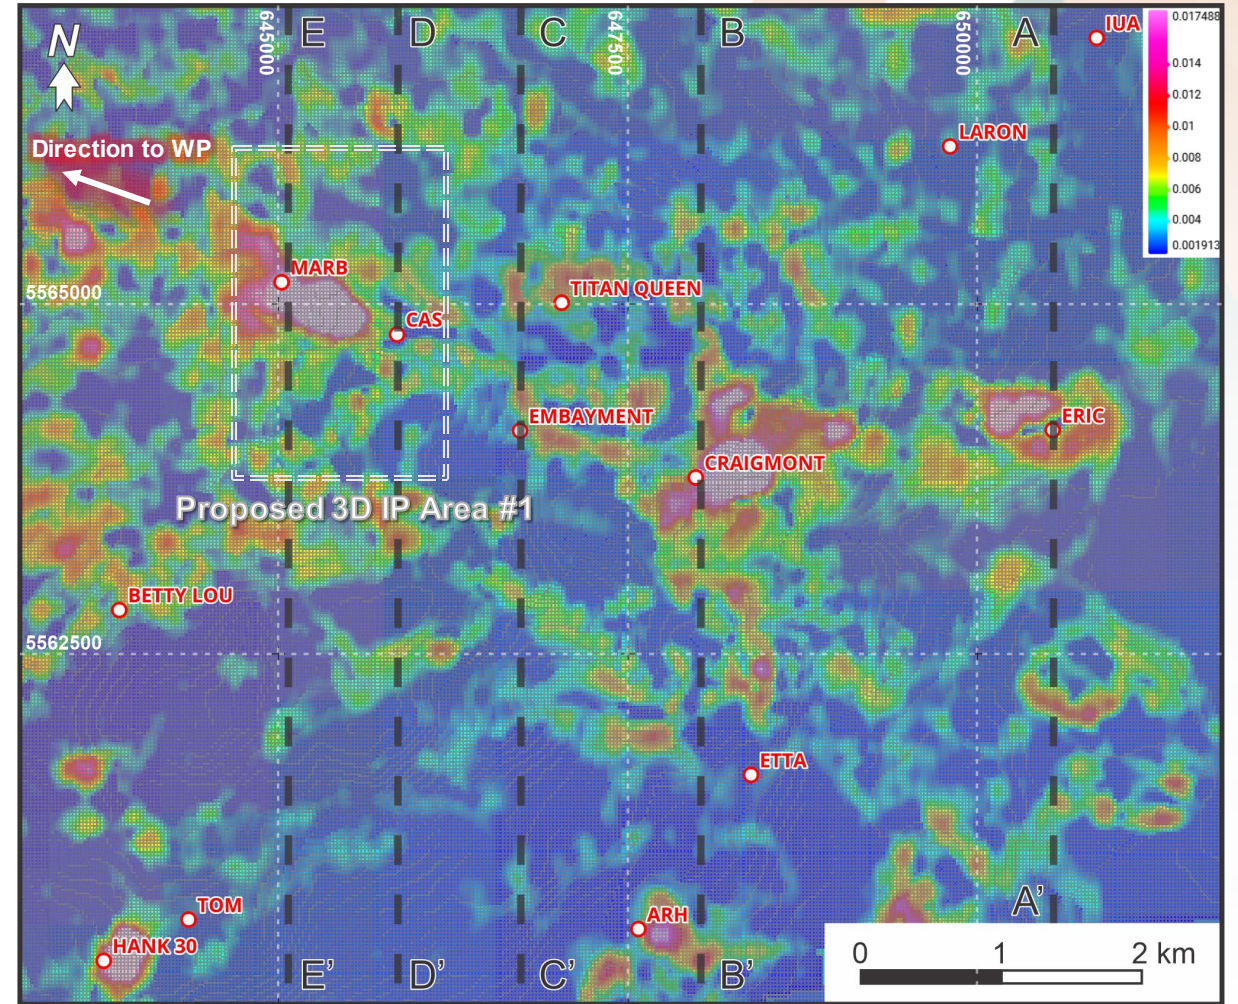 N
645000
E
D
C
647500
B
650000
A
IUA
0.017488
0.014
0.012
0.01
0.008
0.006
0.004
0.001913
LARON
Direction to WP
MARB
5565000
TITAN QUEEN
CAS
EMBAYMENT
ERIC
CRAIGMONT
Proposed 3D IP Area #1
BETTY LOU
5562500
ETTA
TOM
ARH
A’
HANK 30
E’
D’
C’
B’
0
1
2 km